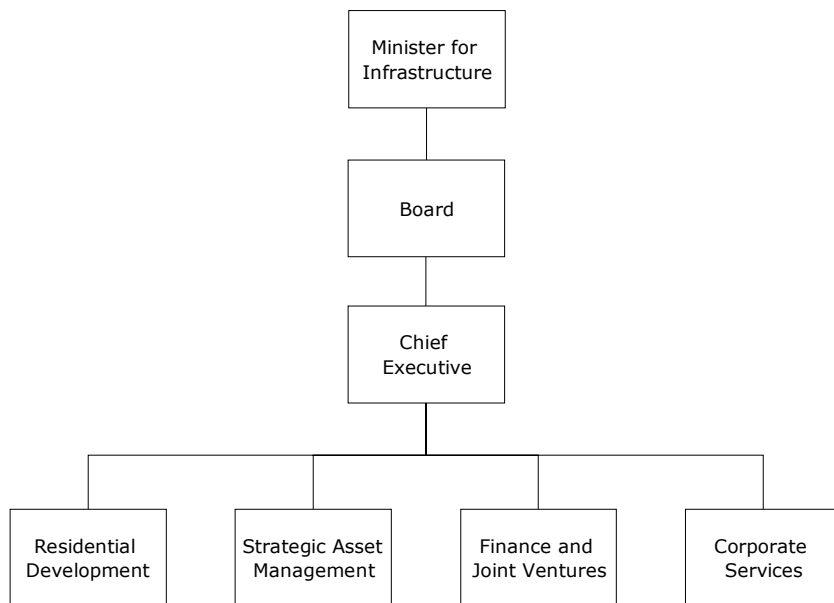 Minister for
Infrastructure
Board
Chief
Executive
Residential
Development
Strategic Asset
Management
Finance and
Joint Ventures
Corporate
Services